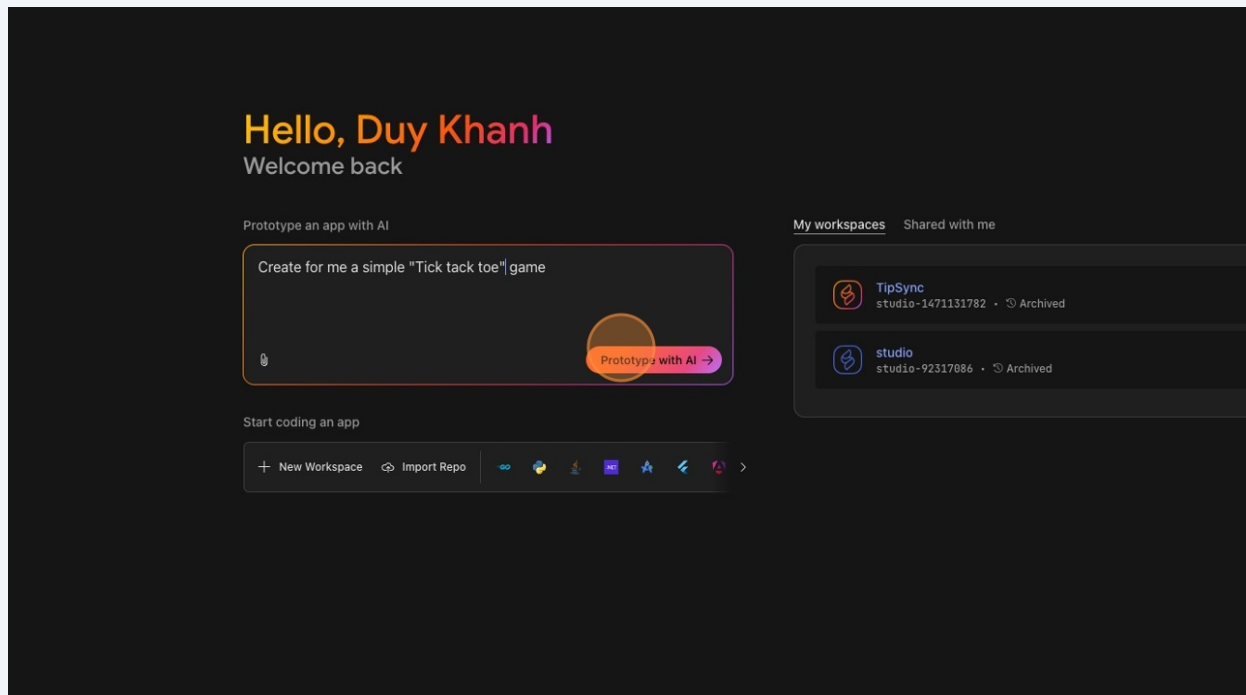 Hello, Duy Khanh
Welcome back
Prototype an app with AI
Create for me a simple "Tick tack toe" game
Prototype with AI
Start coding an app
New Workspace Import Repo
My workspaces Shared with me
TipSync
studio-1471131782 • Archived
studio
studio-92317086 • Archived